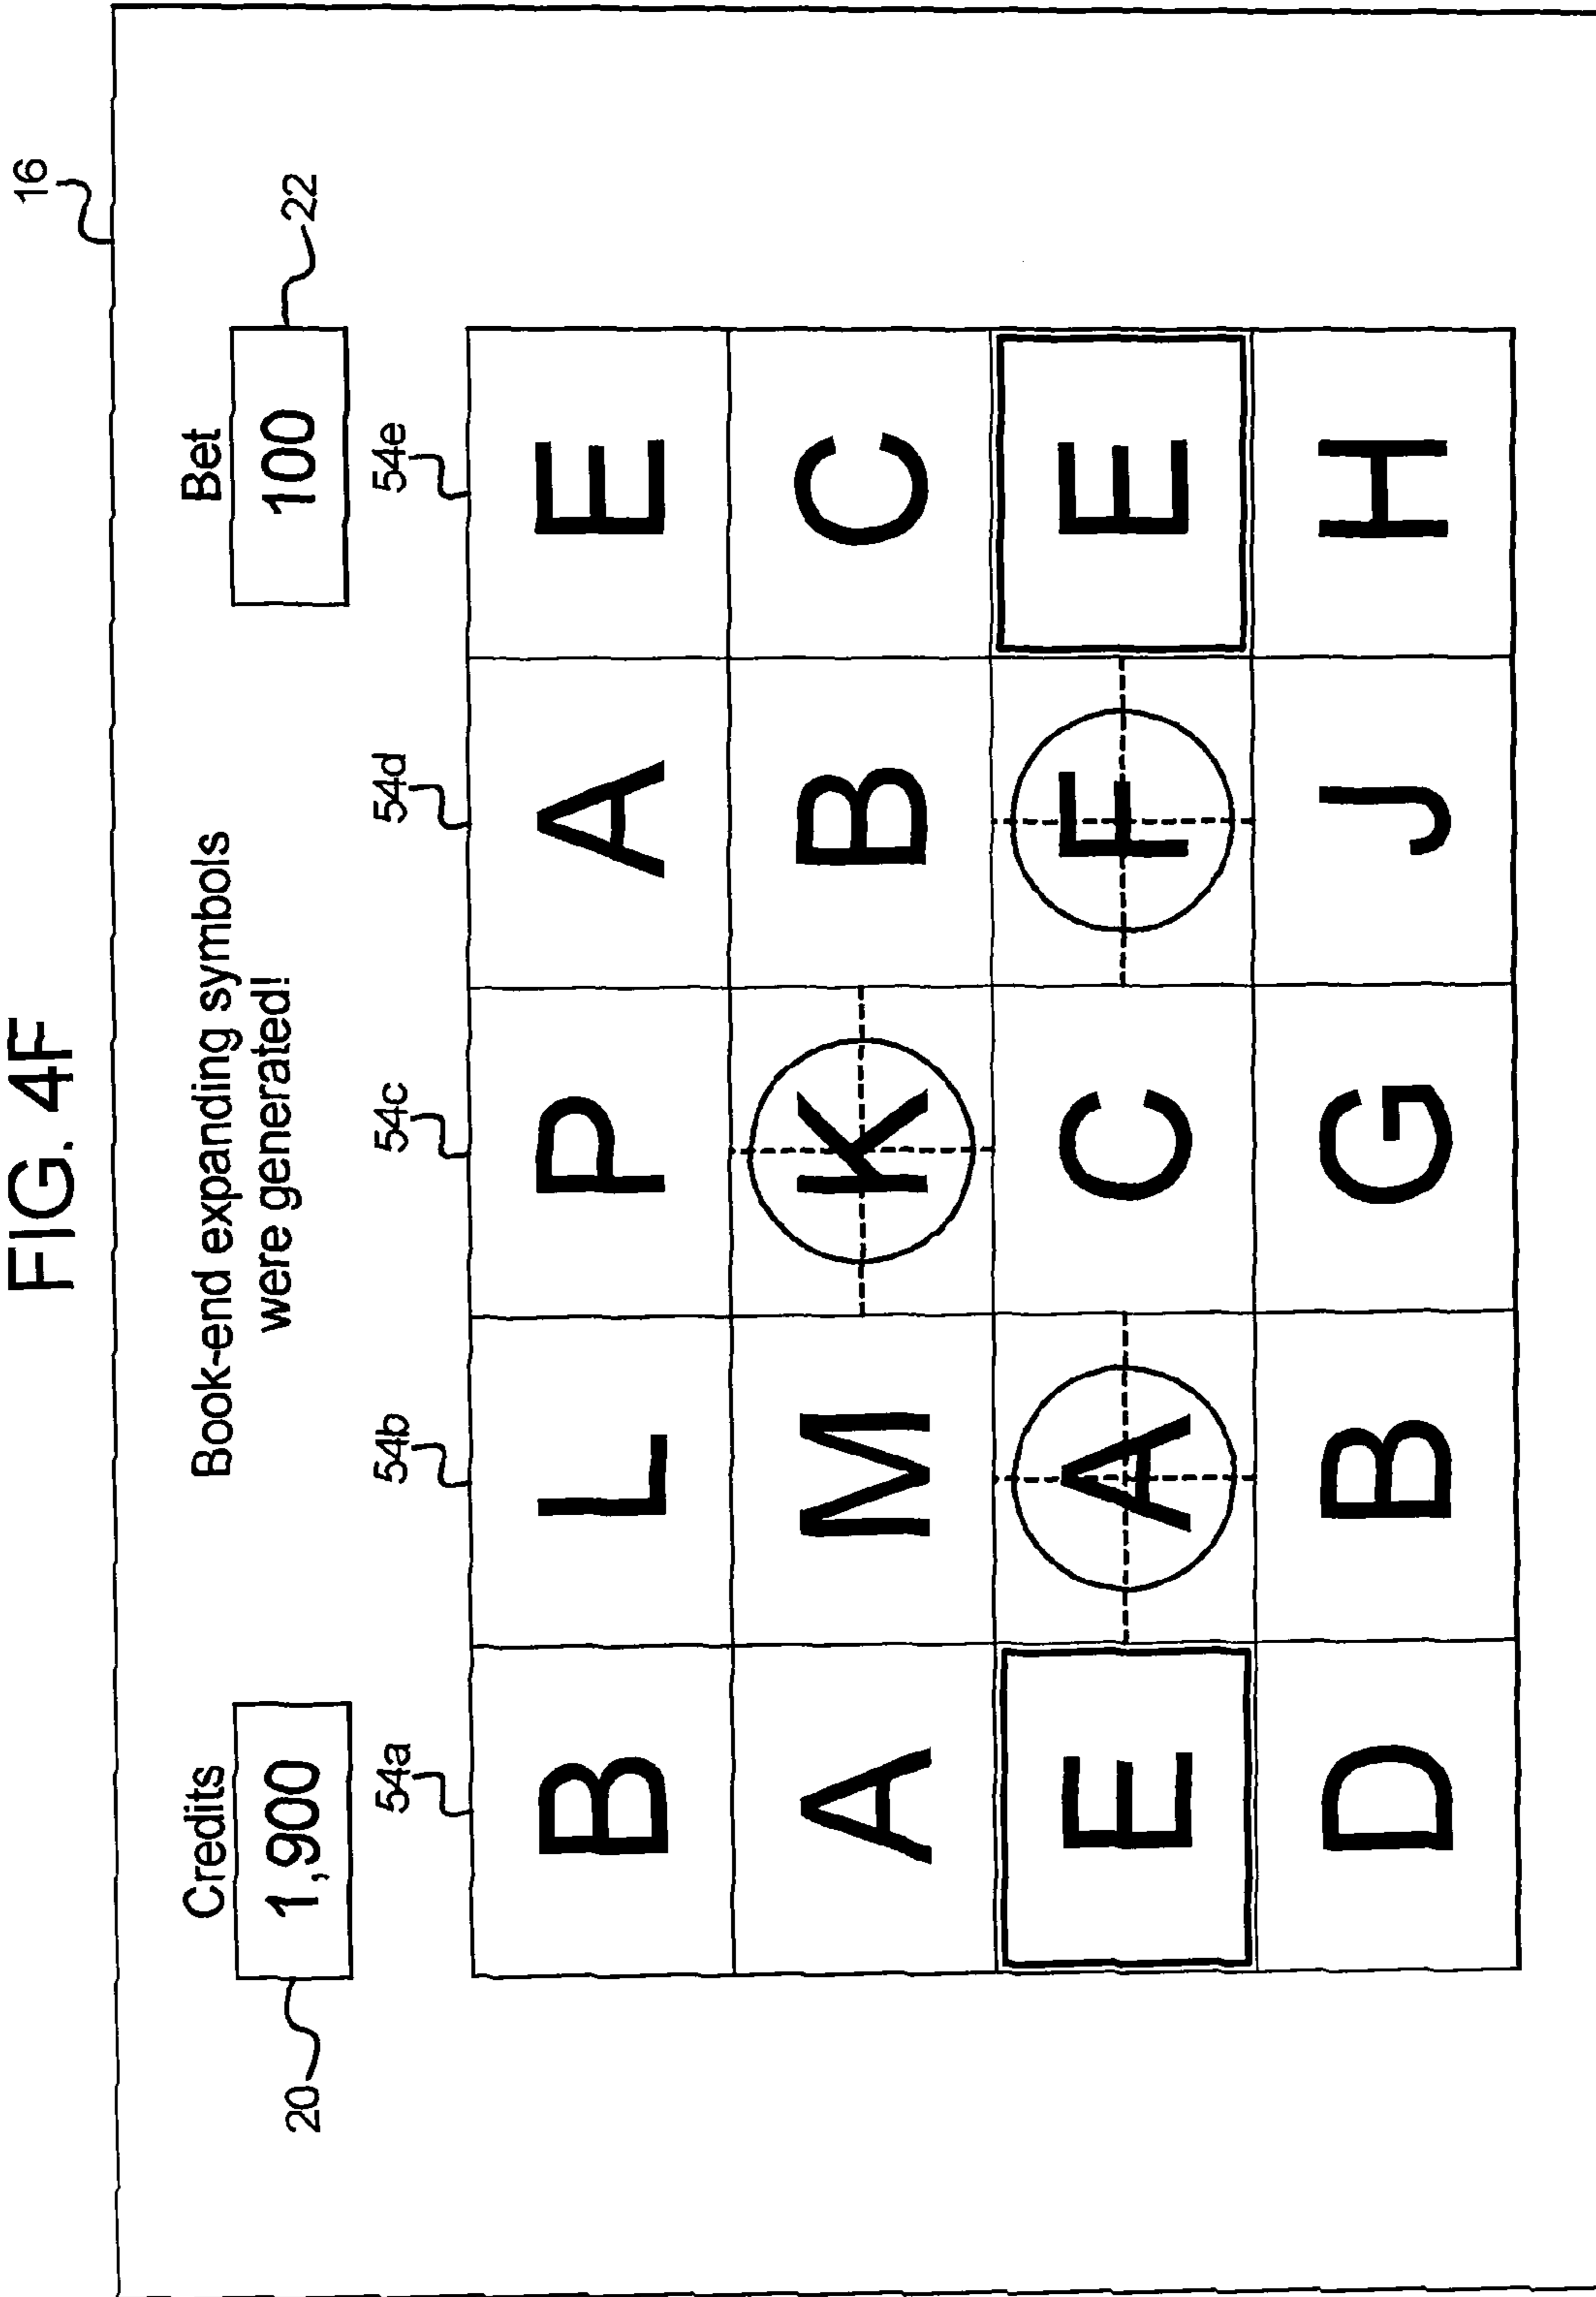 FIG. 4F
16
Credits
Book-end expanding symbols
Bet
20
1,900
were generated!
100
22
54a
54b
54c
54d
54e
B L P A E
A M K B C
E A C F E
D B G J H